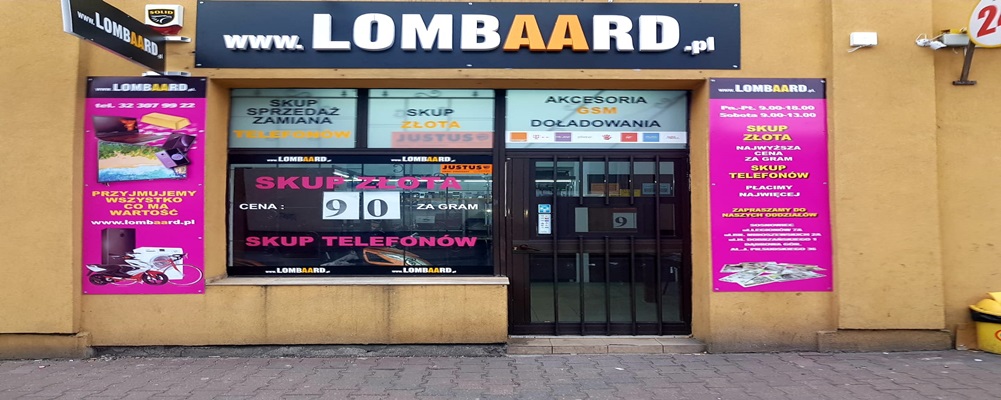 www.LOMBAARD.pl
SOLID
www.LOMBAARD.pl
2
www.LOMBAARD.pl
tel. 32 307 99 22
PRZYJMUJEMY
WSZYSTKO
CO MA
WARTOŚĆ
www.lombaard.pl
SKUP
SPRZEDAŻ
ZAMIANA
TELEFONÓW
SKUP
ZŁOTA
JUSTUS
AKCESORIA
GSM
DOŁADOWANIA
www.LOMBAARD.pl
www.LOMBAARD.pl
JUSTUS
SKUP ZŁOTA
CENA : 90 ZA GRAM
SKUP TELEFONÓW
www.LOMBAARD.pl
www.LOMBAARD.pl
9
www.LOMBAARD.pl
Pn.-Pt. 9.00-18.00
Sobota 9.00-13.00
SKUP
ZŁOTA
NAJWYŻSZA
CENA
ZA GRAM
SKUP
TELEFONÓW
PŁACIMY
NAJWIĘCEJ
ZAPRASZAMY DO
NASZYCH ODDZIAŁÓW
SOSNOWIEC